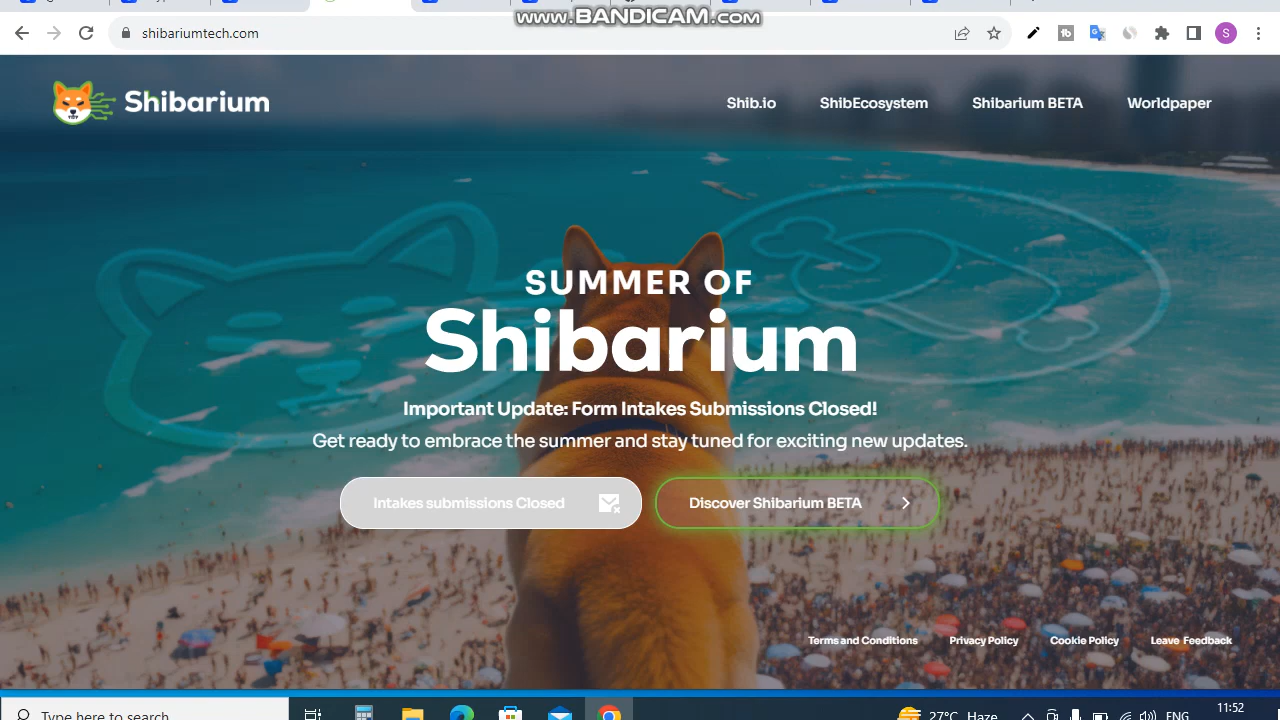 www.BANDICAM.com
shibariumtech.com
S
Shibarium
Shib.io
ShibEcosystem
Shibarium BETA
Worldpaper
SUMMER OF
Shibarium
Important Update: Form Intakes Submissions Closed!
Get ready to embrace the summer and stay tuned for exciting new updates.
Intakes submissions Closed
Discover Shibarium BETA
Terms and Conditions
Privacy Policy
Cookie Policy
Leave Feedback
Type here to search
27°C Haze
ENG
11:52